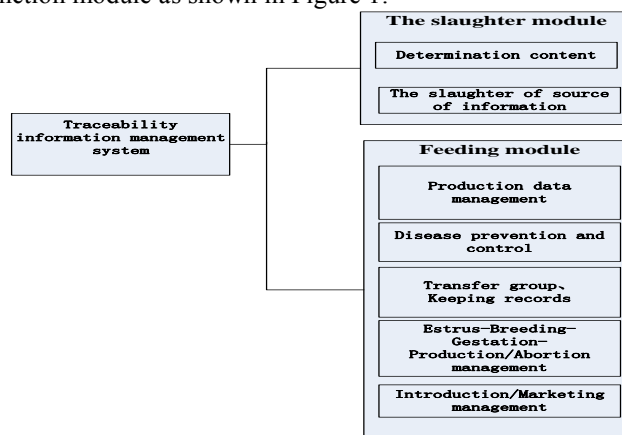 nction module as shown in Figure 1.
The slaughter module
Determination content
The slaughter of source
of information
Traceability
information management
system
Feeding module
Production data
management
Disease prevention and
control
Transfer group、
Keeping records
Estrus-Breeding-
Gestation-
Production/Abortion
management
Introduction/Marketing
management